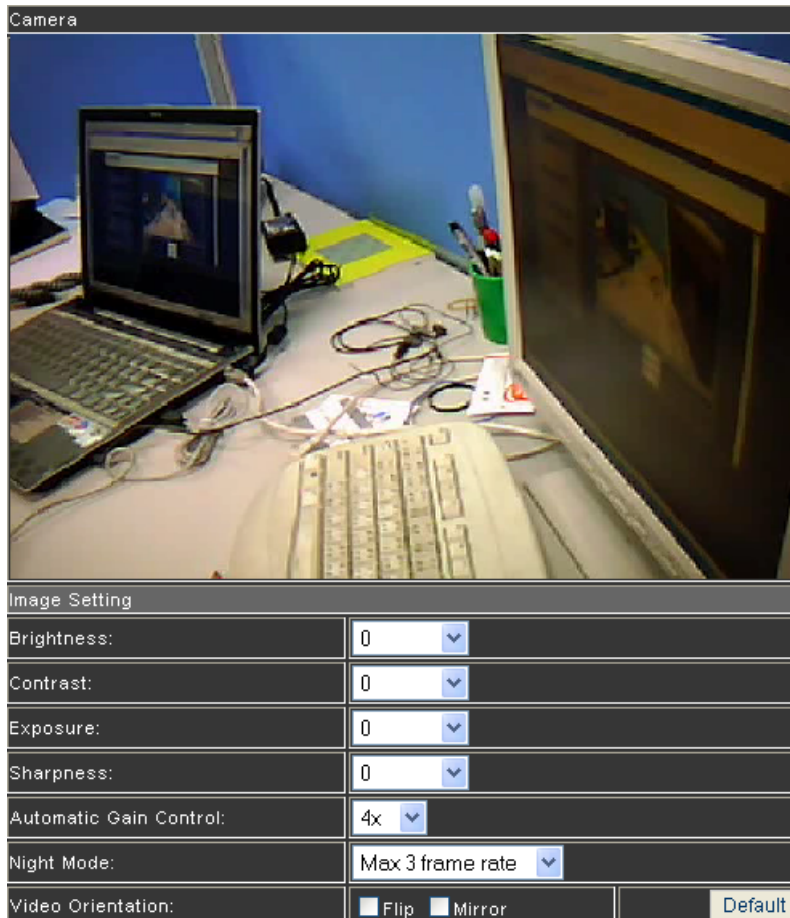 Camera
Image Setting
Brightness: 0
Contrast: 0
Exposure: 0
Sharpness: 0
Automatic Gain Control: 4x
Night Mode: Max 3 frame rate
Video Orientation: Flip Mirror Default